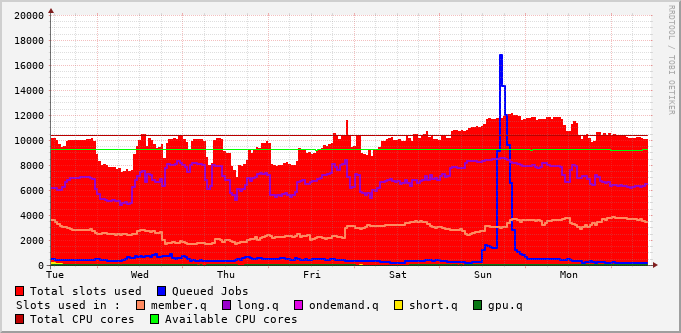 RRDTOOL / TOBI OETIKER
20000
18000
16000
14000
12000
10000
8000
6000
4000
2000
0
Tue Wed Thu Fri Sat Sun Mon
Total slots used Queued Jobs
Slots used in : member.q long.q ondemand.q short.q gpu.q
Total CPU cores Available CPU cores